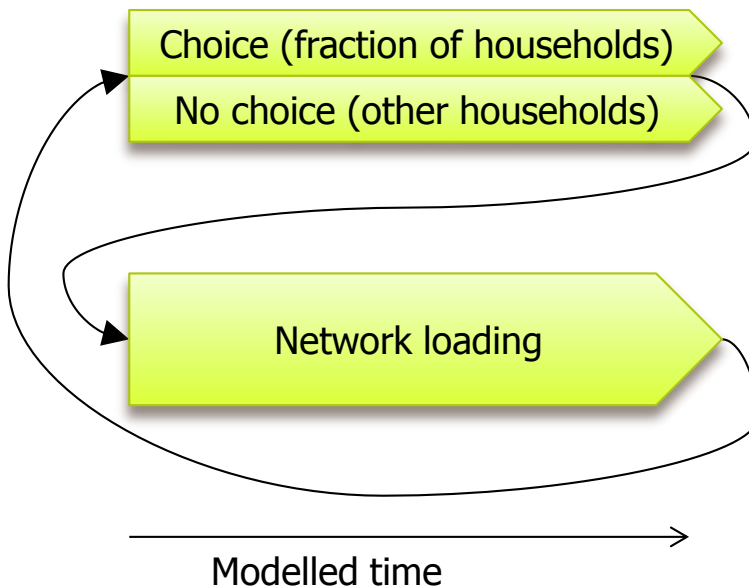 Choice (fraction of households)
No choice (other households)
Network loading
Modelled time